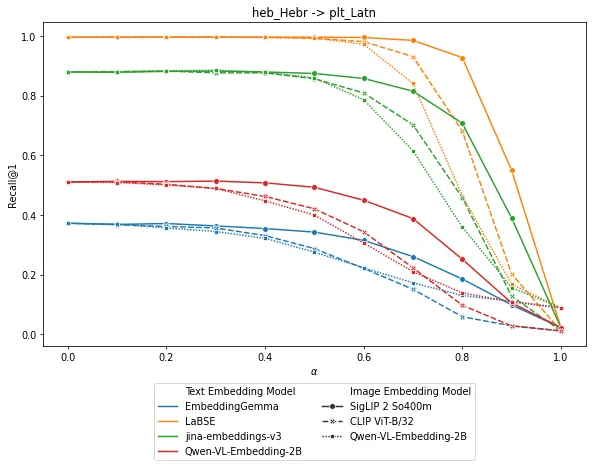 heb_Hebr -> plt_Latn
Recall@1
1.0
0.8
0.6
0.4
0.2
0.0
0.0 0.2 0.4 0.6 0.8 1.0
α
Text Embedding Model
EmbeddingGemma
LaBSE
jina-embeddings-v3
Qwen-VL-Embedding-2B
Image Embedding Model
SigLIP 2 So400m
CLIP ViT-B/32
Qwen-VL-Embedding-2B